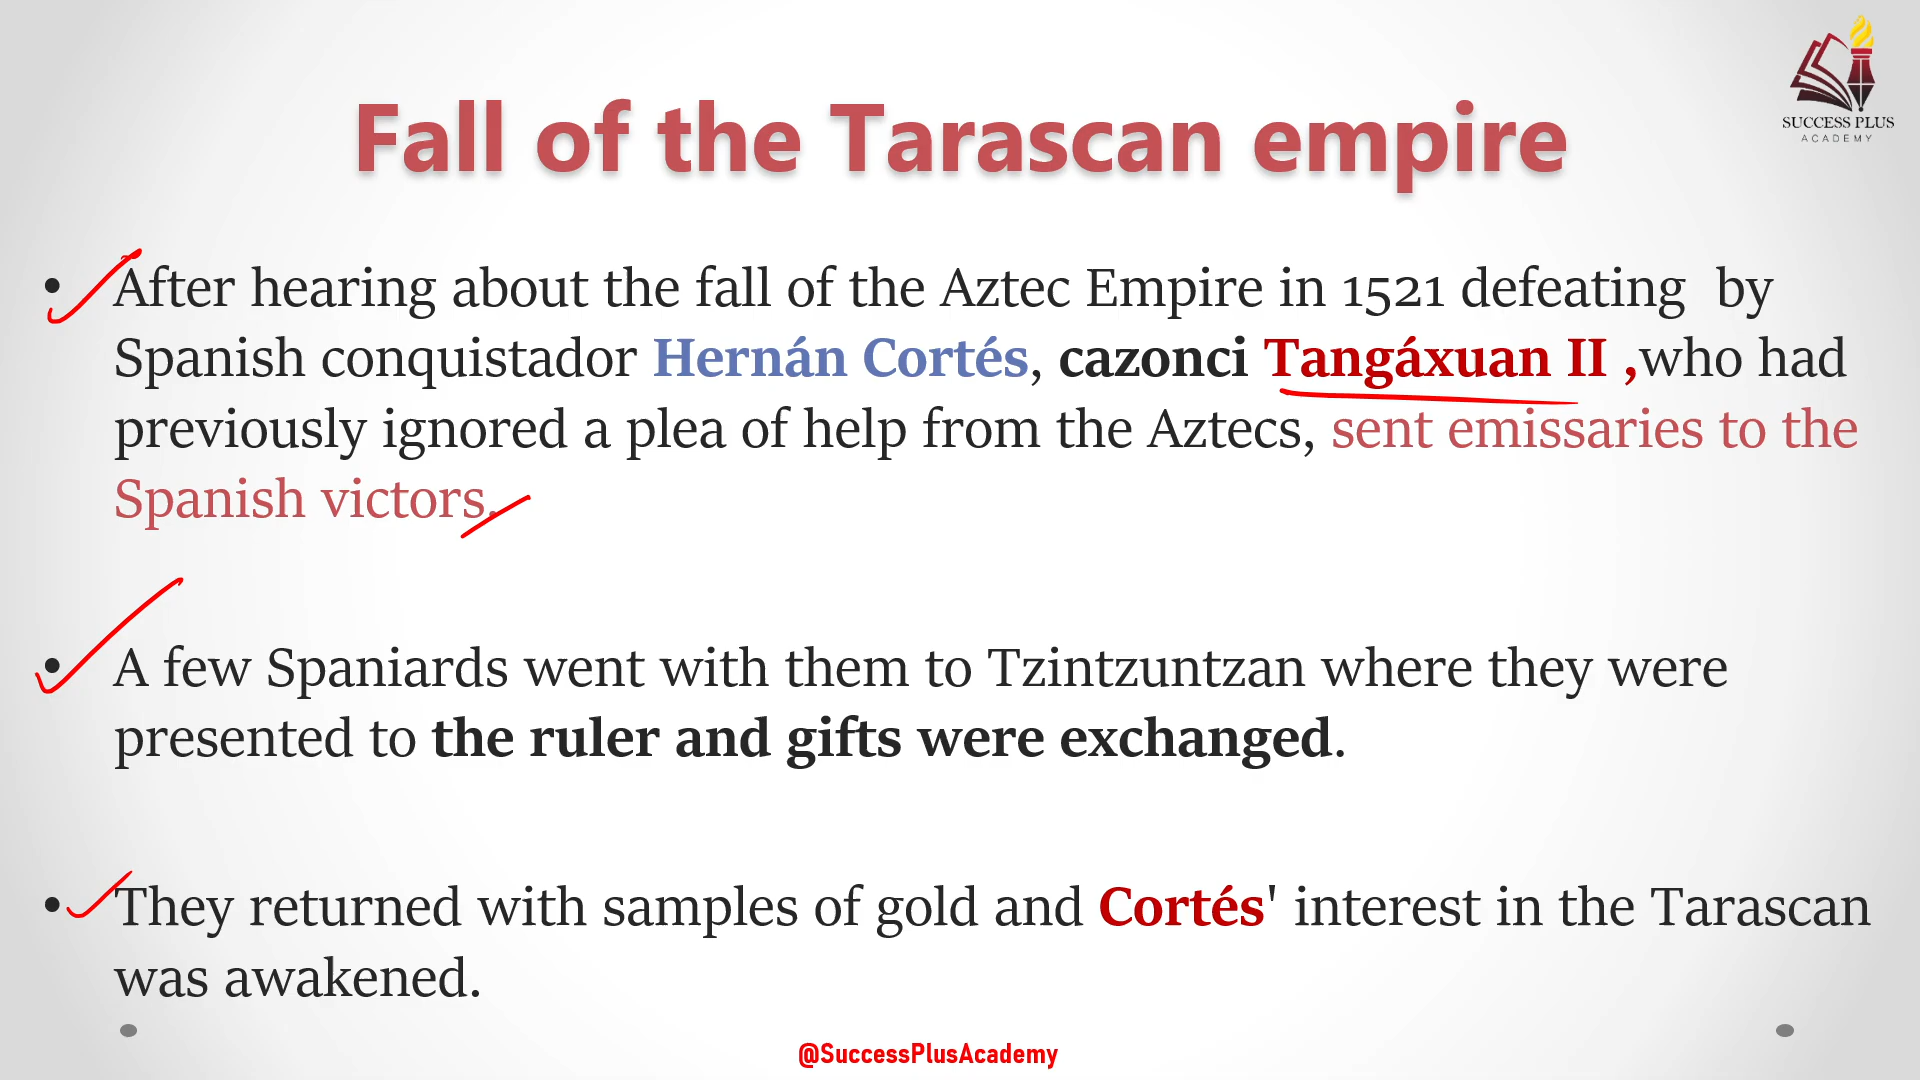 SUCCESS PLUS
ACADEMY
Fall of the Tarascan empire
• After hearing about the fall of the Aztec Empire in 1521 defeating by
Spanish conquistador Hernán Cortés, cazonci Tangáxuan II ,who had
previously ignored a plea of help from the Aztecs, sent emissaries to the
Spanish victors.
• A few Spaniards went with them to Tzintzuntzan where they were
presented to the ruler and gifts were exchanged.
• They returned with samples of gold and Cortés' interest in the Tarascan
was awakened.
@SuccessPlusAcademy